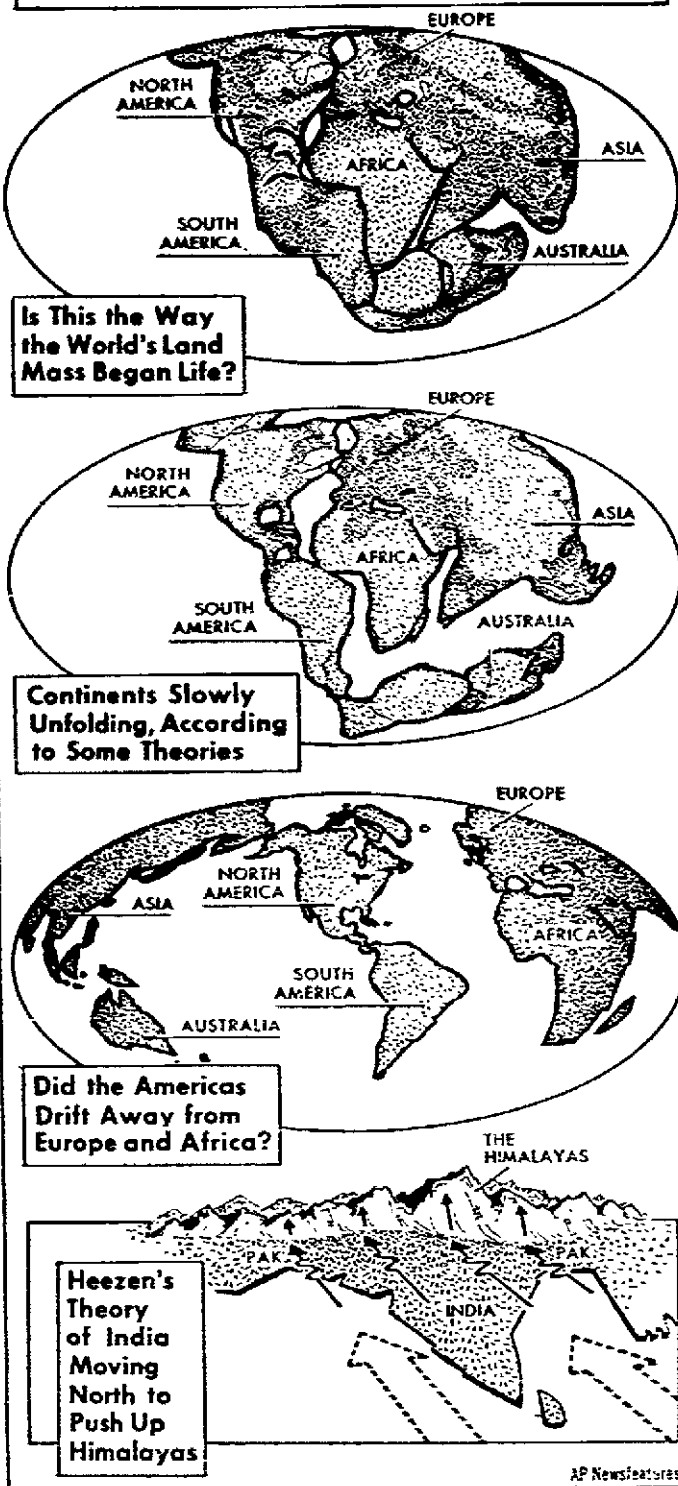 EUROPE
NORTH
AMERICA
AFRICA
ASIA
SOUTH
AMERICA
AUSTRALIA
Is This the Way
the World's Land
Mass Began Life?
EUROPE
NORTH
AMERICA
ASIA
AFRICA
SOUTH
AMERICA
AUSTRALIA
Continents Slowly
Unfolding, According
to Some Theories
EUROPE
NORTH
AMERICA
ASIA
AFRICA
SOUTH
AMERICA
AUSTRALIA
Did the Americas
Drift Away from
Europe and Africa?
THE
HIMALAYAS
PAK
PAK
INDIA
Heezen's
Theory
of India
Moving
North to
Push Up
Himalayas
AP Newsfeatures